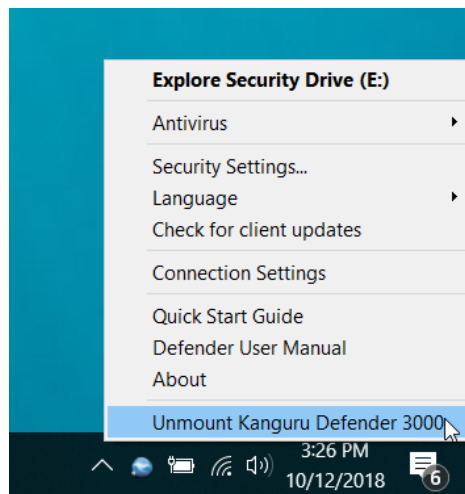 Explore Security Drive (E:)
Antivirus
Security Settings...
Language
Check for client updates
Connection Settings
Quick Start Guide
Defender User Manual
About
Unmount Kanguru Defender 3000
3:26 PM
10/12/2018
6